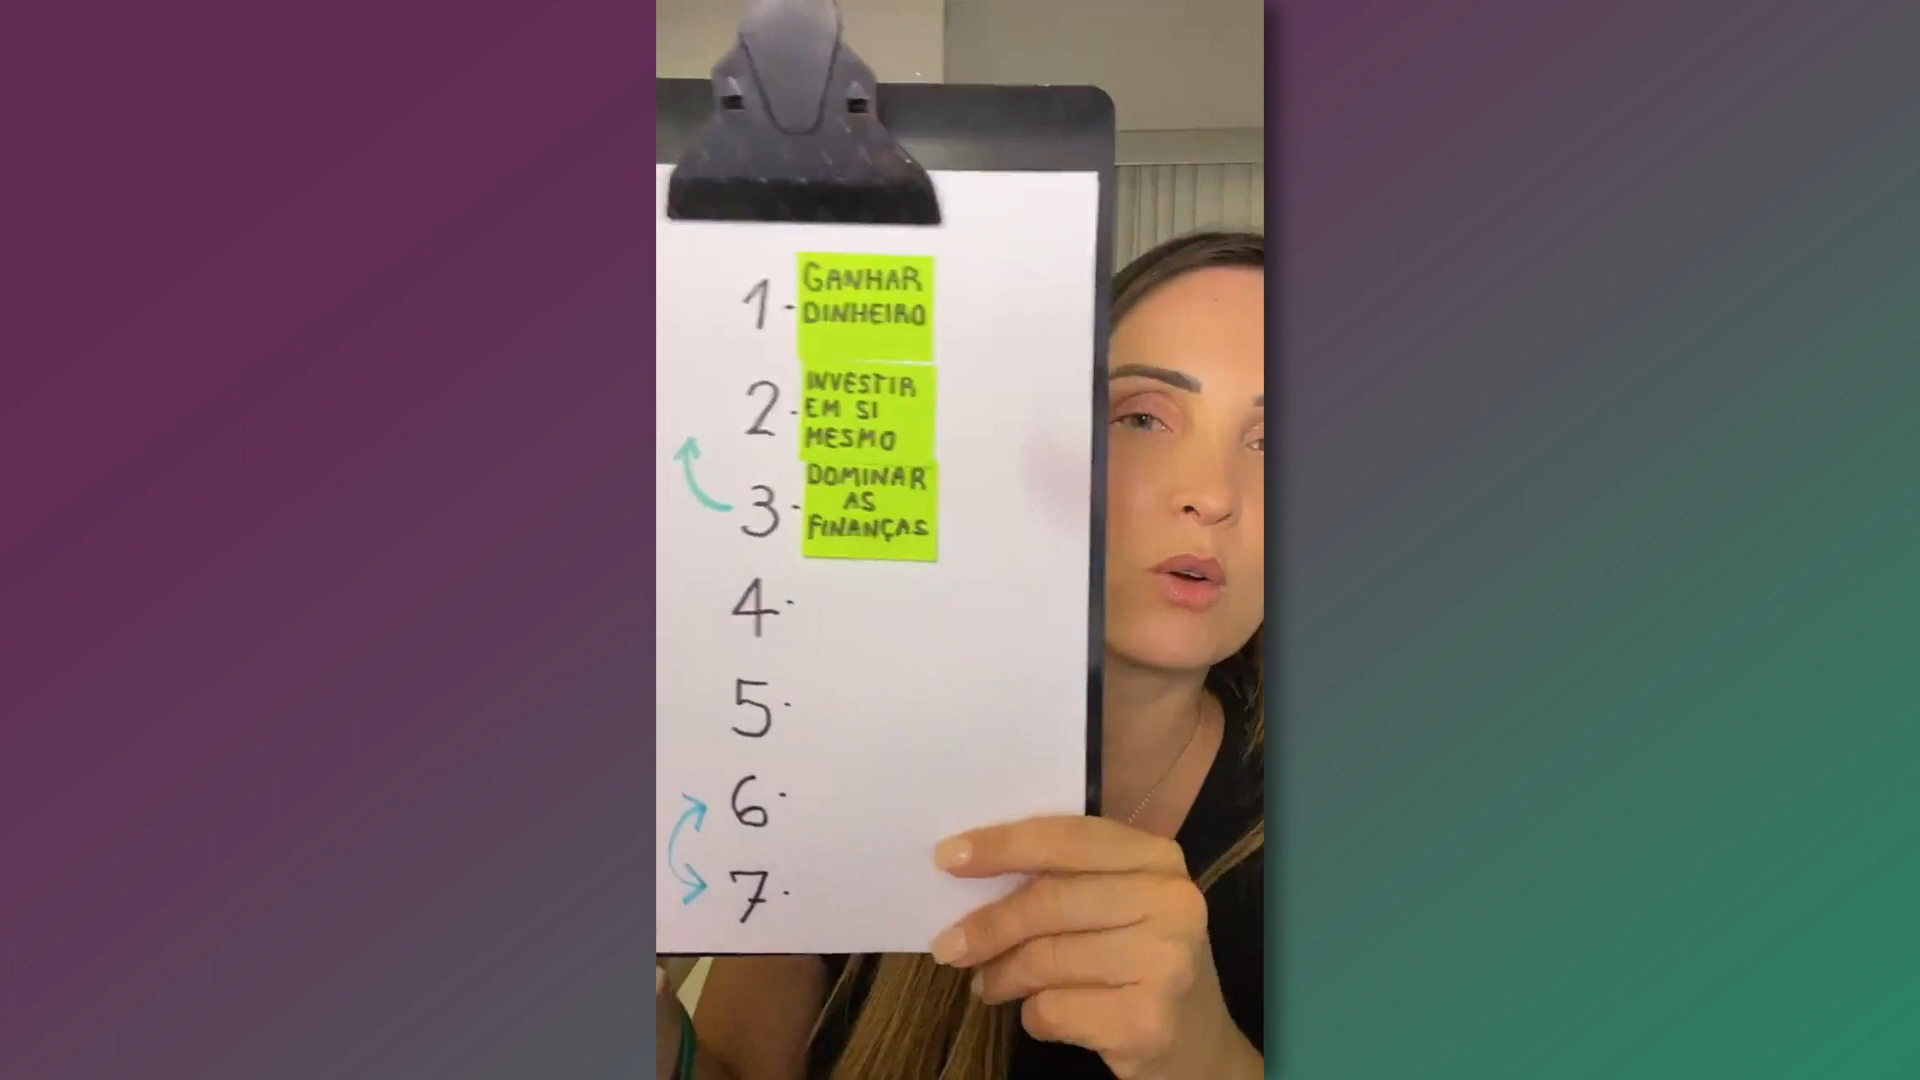 1- GANHAR
DINHEIRO
2- INVESTIR
EM SI
MESMO
3- DOMINAR
AS
FINANÇAS
4-
5-
6-
7-